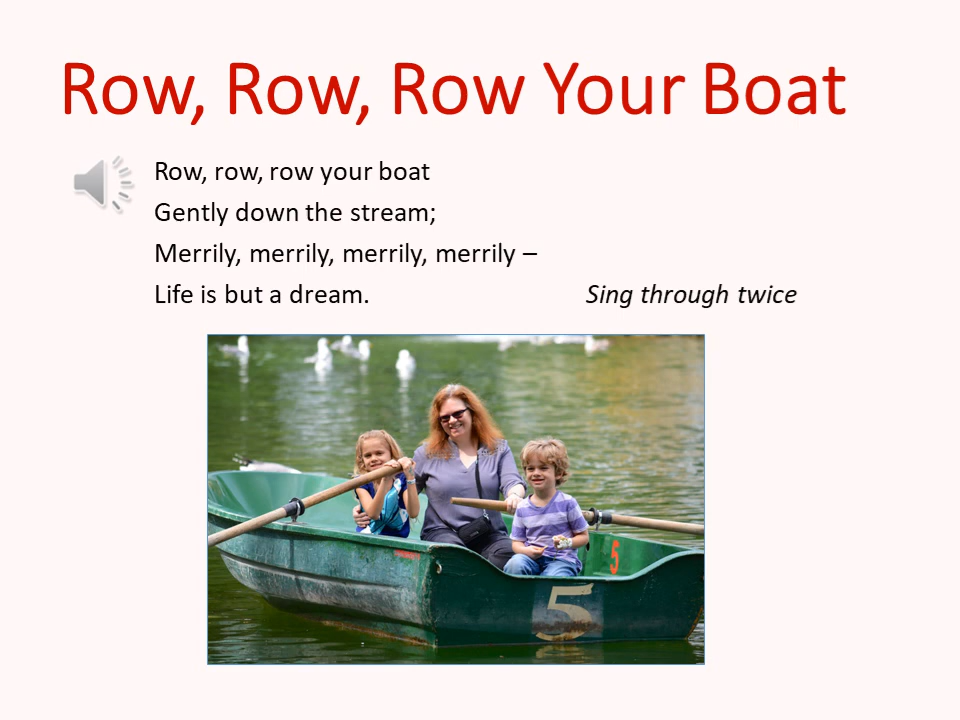 Row, Row, Row Your Boat
Row, row, row your boat
Gently down the stream;
Merrily, merrily, merrily, merrily –
Life is but a dream.
Sing through twice
5
5